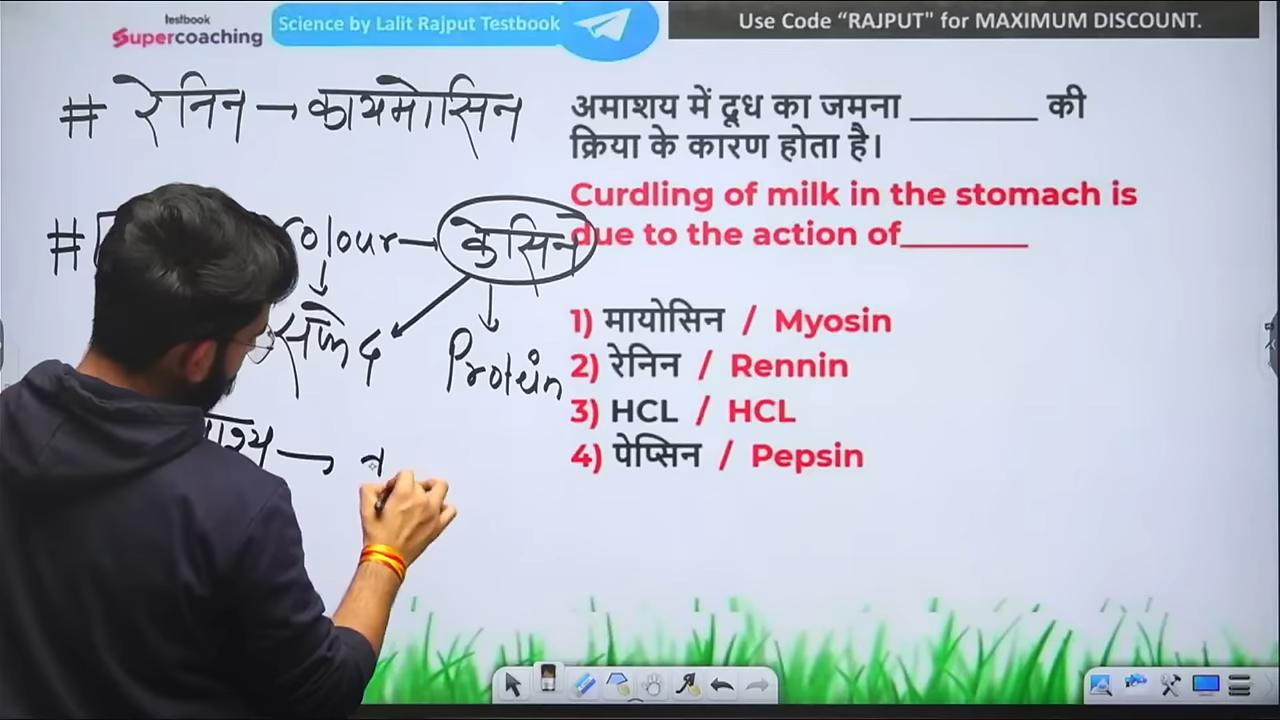 testbook
Supercoaching
Science by Lalit Rajput Testbook
Use Code “RAJPUT" for MAXIMUM DISCOUNT.
# रेनिन → कायमोसिन
# colour → केसिन
सफेद
Protein
अमाशय में दूध का जमना ________ की
क्रिया के कारण होता है।
Curdling of milk in the stomach is
due to the action of________
1) मायोसिन / Myosin
2) रेनिन / Rennin
3) HCL / HCL
4) पेप्सिन / Pepsin